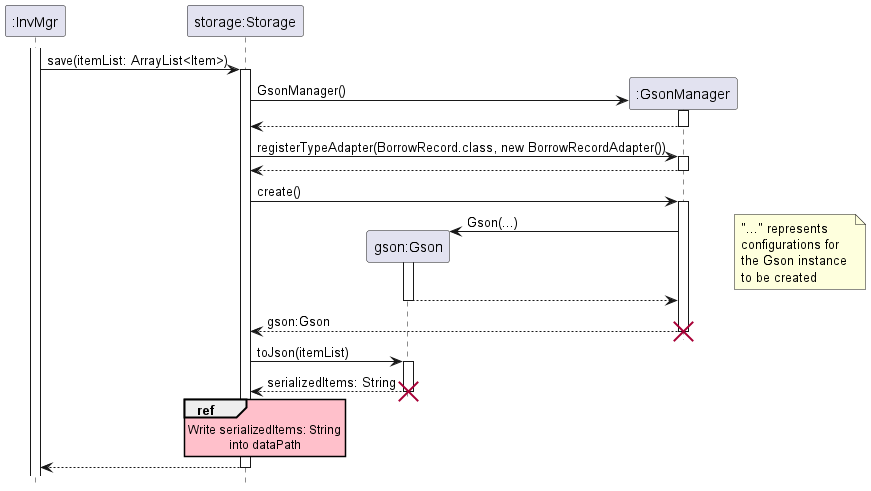 :InvMgr
storage:Storage
save(itemList: ArrayList<Item>)
GsonManager()
:GsonManager
registerTypeAdapter(BorrowRecord.class, new BorrowRecordAdapter())
create()
Gson(...)
"..." represents
configurations for
the Gson instance
to be created
gson:Gson
gson:Gson
toJson(itemList)
serializedItems: String
ref
Write serializedItems: String
into dataPath